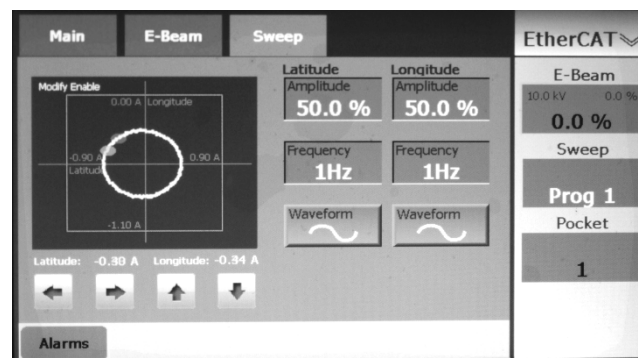 Main
E-Beam
Sweep
EtherCAT
Modify Enable
0.00 A
Longitude
-0.90 A
Latitude
0.90 A
-1.10 A
Latitude: -0.38 A Longitude: -0.34 A
Latitude
Amplitude
50.0 %
Longitude
Amplitude
50.0 %
Frequency
1Hz
Frequency
1Hz
Waveform
Waveform
E-Beam
10.0 kV 0.0 %
0.0 %
Sweep
Prog 1
Pocket
1
Alarms